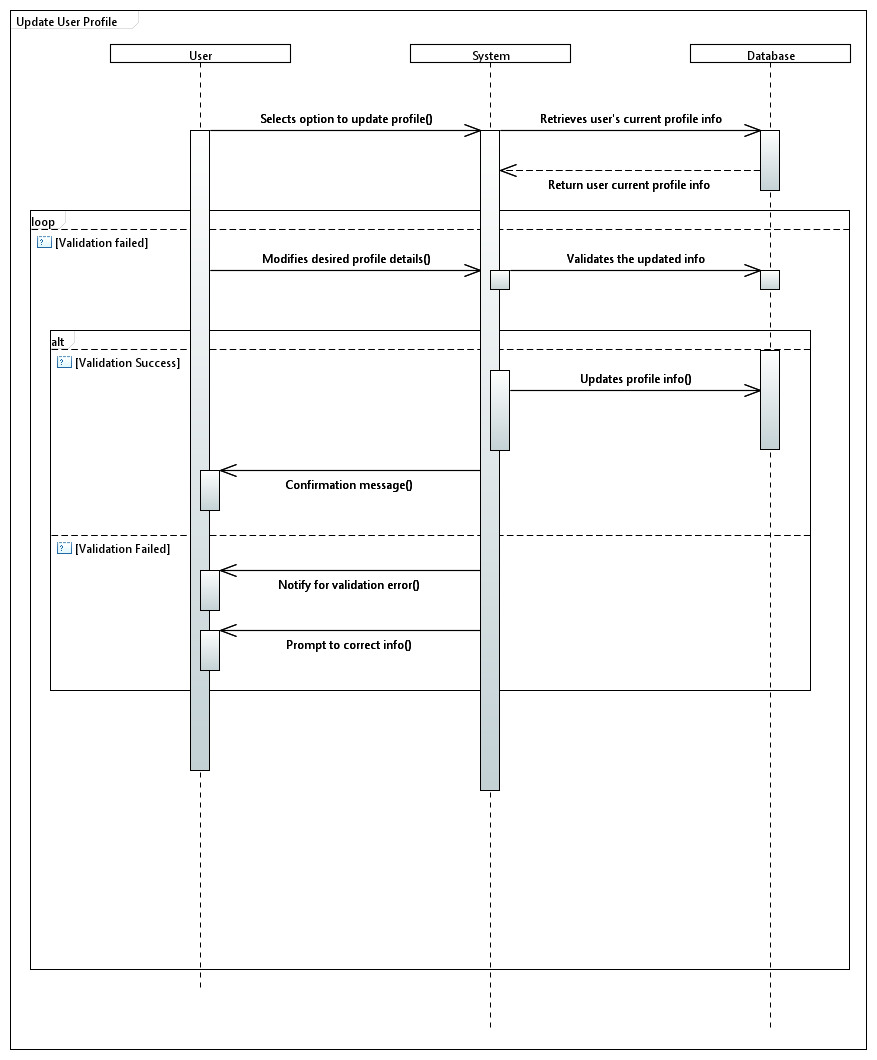 Update User Profile
User
System
Database
Selects option to update profile()
Retrieves user's current profile info
Return user current profile info
loop
[Validation failed]
Modifies desired profile details()
Validates the updated info
alt
[Validation Success]
Updates profile info()
Confirmation message()
[Validation Failed]
Notify for validation error()
Prompt to correct info()